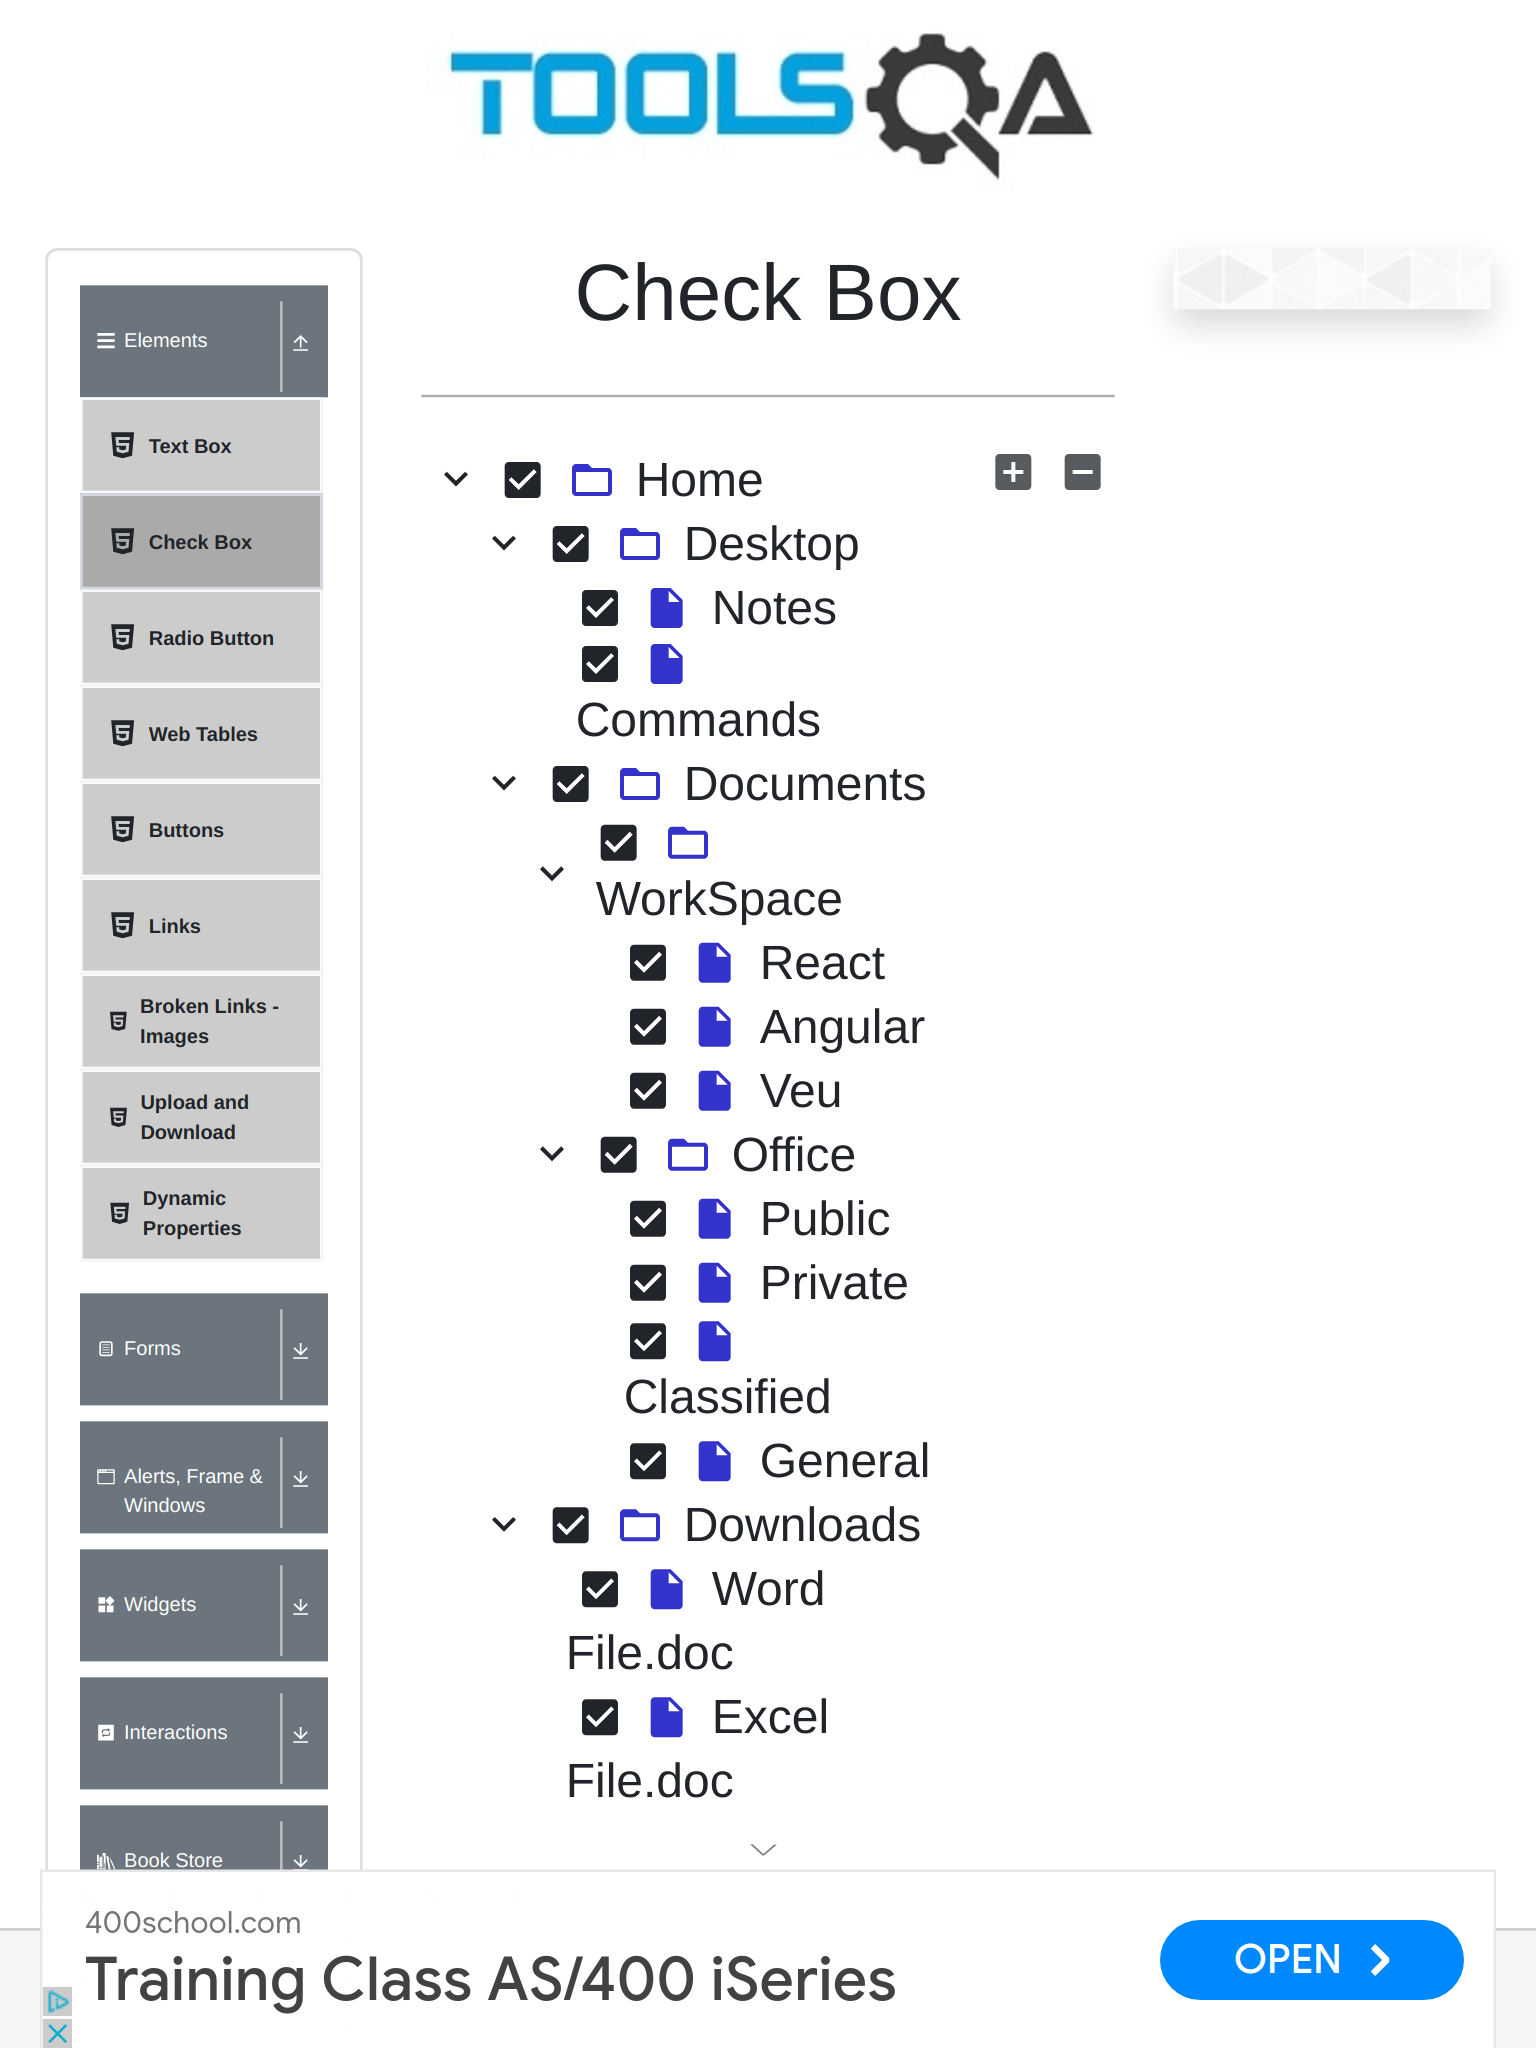 TOOLSQA
Check Box
Elements
Text Box
Check Box
Radio Button
Web Tables
Buttons
Links
Broken Links -
Images
Upload and
Download
Dynamic
Properties
Forms
Alerts, Frame &
Windows
Widgets
Interactions
Book Store
Home
Desktop
Notes
Commands
Documents
WorkSpace
React
Angular
Veu
Office
Public
Private
Classified
General
Downloads
Word
File.doc
Excel
File.doc
400school.com
Training Class AS/400 iSeries
OPEN